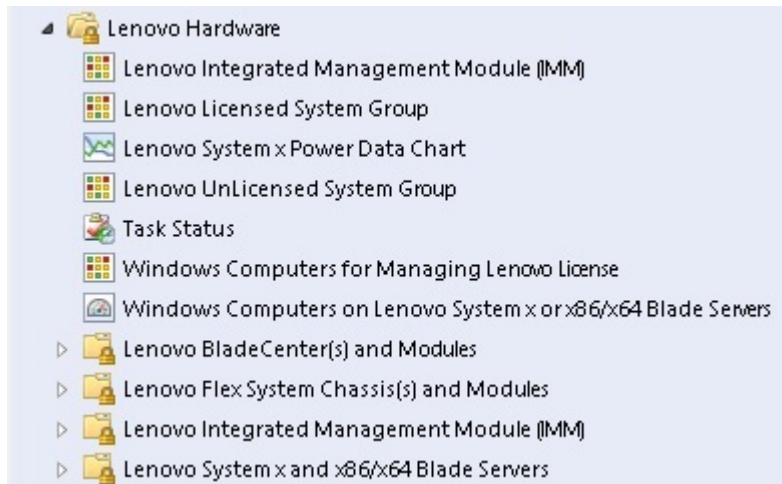 Lenovo Hardware
Lenovo Integrated Management Module (IMM)
Lenovo Licensed System Group
Lenovo System x Power Data Chart
Lenovo UnLicensed System Group
Task Status
Windows Computers for Managing Lenovo License
Windows Computers on Lenovo System x or x86/x64 Blade Servers
Lenovo BladeCenter(s) and Modules
Lenovo Flex System Chassis(s) and Modules
Lenovo Integrated Management Module (IMM)
Lenovo System x and x86/x64 Blade Servers